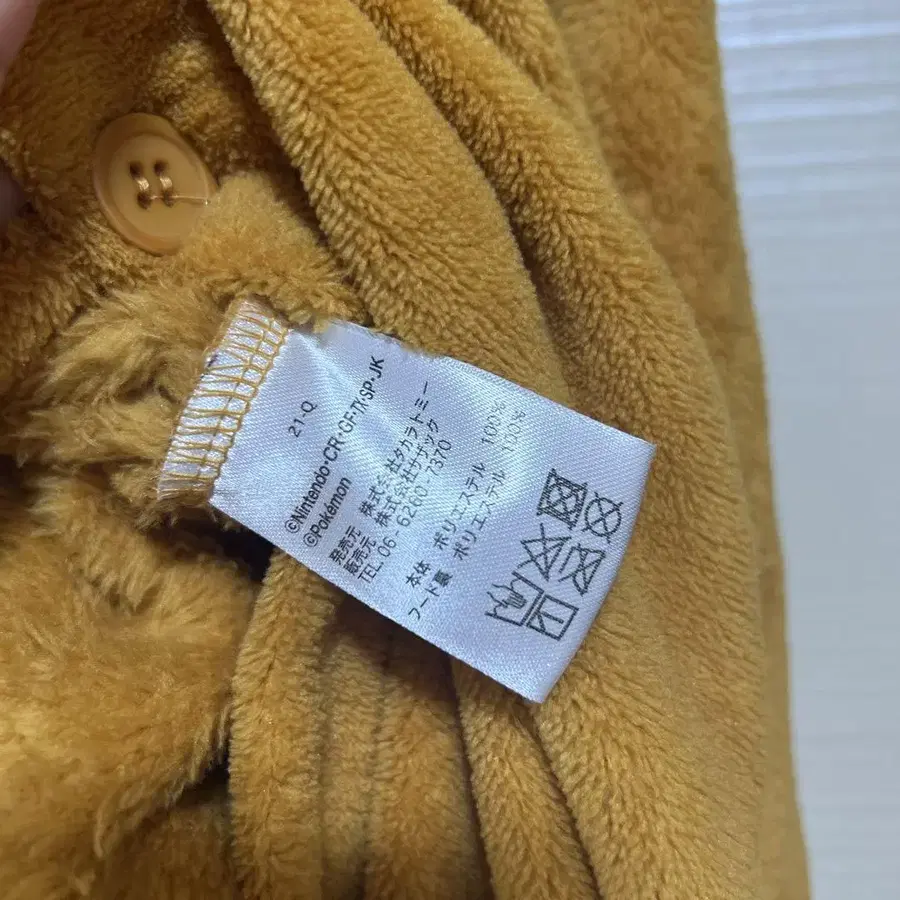 21-Q
©Nintendo・CR・GF・TX・SP・JK
©Pokémon
発売元 株式会社タカラトミー
販売元 株式会社サザック
TEL 06-6260-7370
本体 ポリエステル 100%
フード裏 ポリエステル 100%